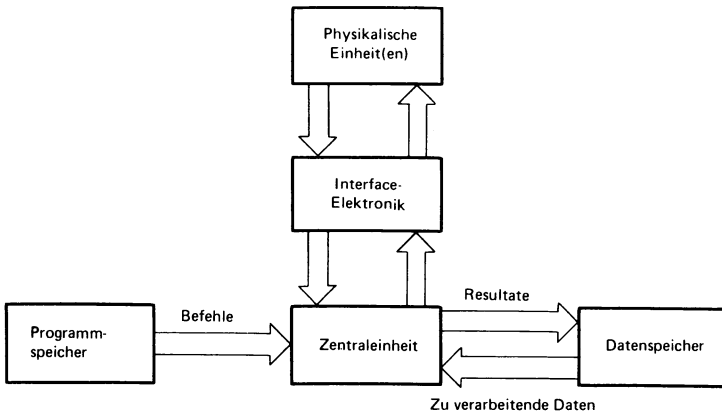 Physikalische
Einheit(en)
Interface-
Elektronik
Befehle
Resultate
Programm-
speicher
Zentraleinheit
Datenspeicher
Zu verarbeitende Daten